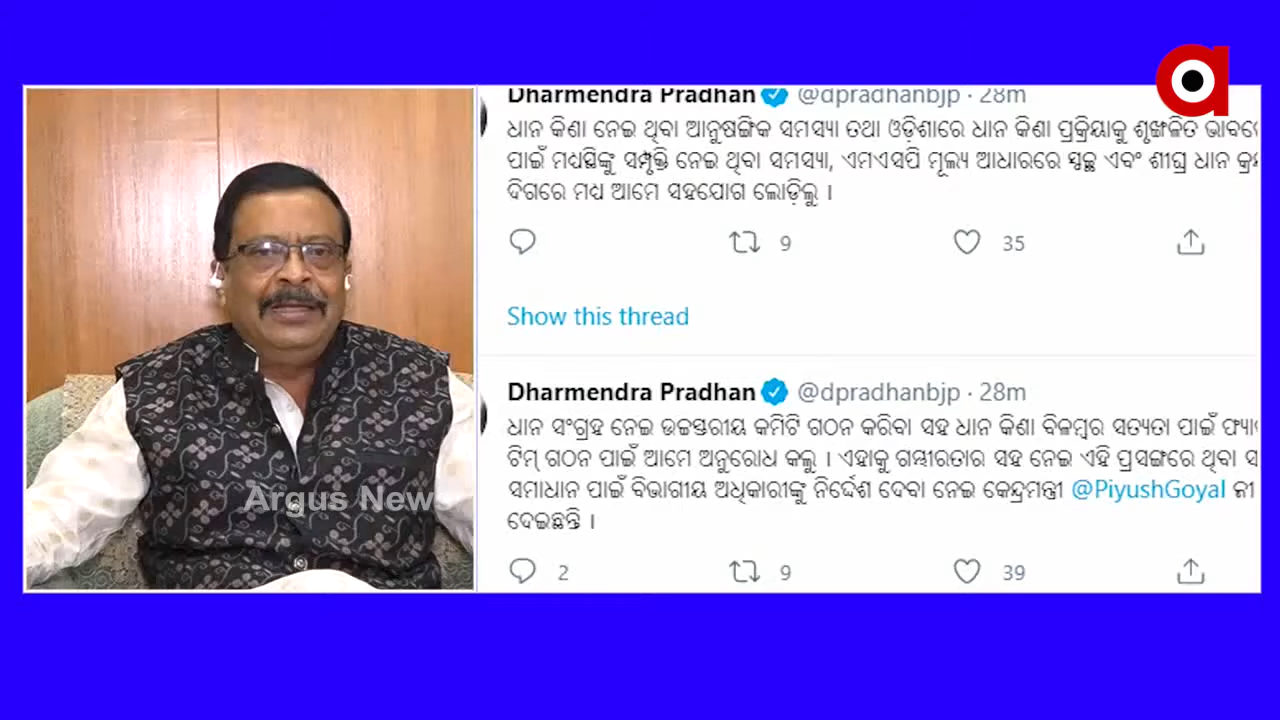 Dharmendra Pradhan @dpradhanbjp · 28m
ଧାନ କିଣା ନେଇ ଥିବା ଆନୁଷଙ୍ଗିକ ସମସ୍ୟା ତଥା ଓଡ଼ିଶାରେ ଧାନ କିଣା ପ୍ରକ୍ରିୟାକୁ ଶୃଙ୍ଖଳିତ
ପାଇଁ ମଧ୍ୟସ୍ଥିଙ୍କୁ ସମ୍ପୃକ୍ତି ନେଇ ଥିବା ସମସ୍ୟା, ଏମଏସପି ମୂଲ୍ୟ ଆଧାରରେ ସ୍ୱଚ୍ଛ ଏବଂ ଶୀଘ୍ର ଧାନ
ଦିଗରେ ମଧ୍ୟ ଆମେ ସହଯୋଗ ଲୋଡ଼ିଲୁ ।
9 35
Show this thread
Dharmendra Pradhan @dpradhanbjp · 28m
ଧାନ ସଂଗ୍ରହ ନେଇ ଉଚ୍ଚସ୍ତରୀୟ କମିଟି ଗଠନ କରିବା ସହ ଧାନ କିଣା ବିଳମ୍ବର ସତ୍ୟତା ପାଇଁ
ଟିମ୍ ଗଠନ ପାଇଁ ଆମେ ଅନୁରୋଧ କଲୁ । ଏହାକୁ ଗମ୍ଭୀରତାର ସହ ନେଇ ଏହି ପ୍ରସଙ୍ଗରେ ଥିବା
ସମାଧାନ ପାଇଁ ବିଭାଗୀୟ ଅଧିକାରୀଙ୍କୁ ନିର୍ଦ୍ଦେଶ ଦେବା ନେଇ କେନ୍ଦ୍ରମନ୍ତ୍ରୀ @PiyushGoyal ଜୀ
ଦେଇଛନ୍ତି ।
2 9 39
Argus News